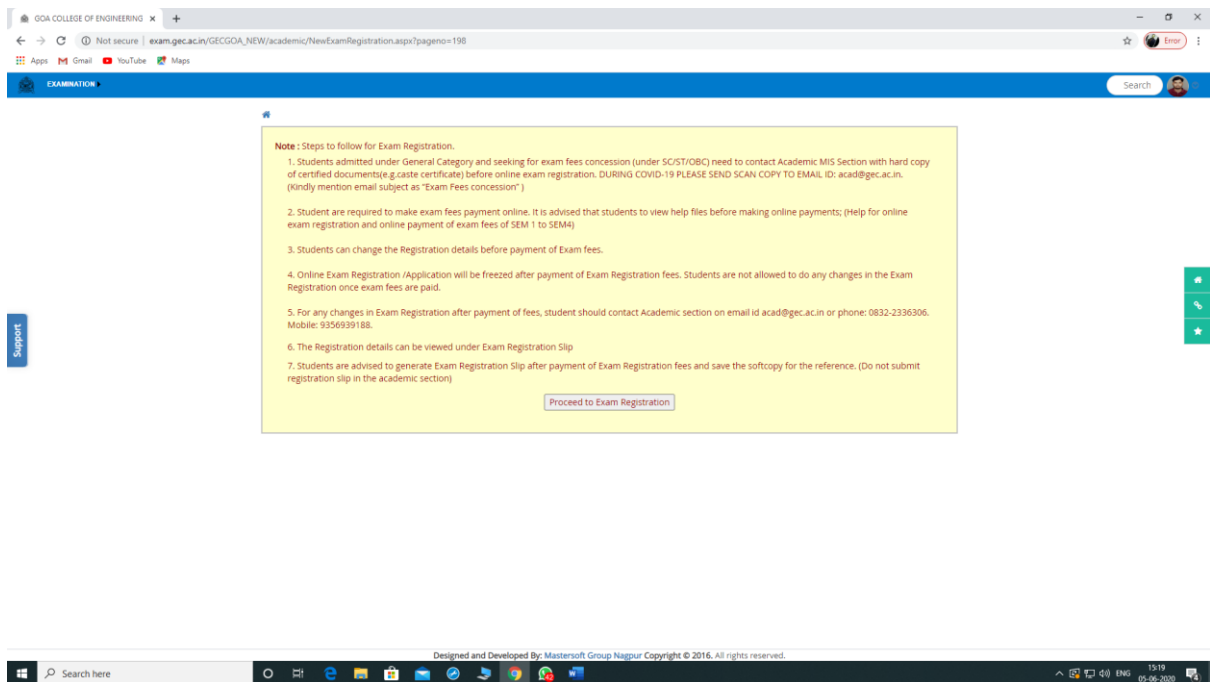 GOA COLLEGE OF ENGINEERING
Not secure | exam.gec.ac.in/GECGOA_NEW/academic/NewExamRegistration.aspx?pageno=198
Error
Apps Gmail YouTube Maps
EXAMINATION
Search
Note : Steps to follow for Exam Registration.
1. Students admitted under General Category and seeking for exam fees concession (under SC/ST/OBC) need to contact Academic MIS Section with hard copy
of certified documents(e.g.caste certificate) before online exam registration. DURING COVID-19 PLEASE SEND SCAN COPY TO EMAIL ID: acad@gec.ac.in.
(Kindly mention email subject as "Exam Fees concession" )
2. Student are required to make exam fees payment online. It is advised that students to view help files before making online payments; (Help for online
exam registration and online payment of exam fees of SEM 1 to SEM4)
3. Students can change the Registration details before payment of Exam fees.
4. Online Exam Registration /Application will be freezed after payment of Exam Registration fees. Students are not allowed to do any changes in the Exam
Registration once exam fees are paid.
5. For any changes in Exam Registration after payment of fees, student should contact Academic section on email id acad@gec.ac.in or phone: 0832-2336306.
Mobile: 9356939188.
6. The Registration details can be viewed under Exam Registration Slip
7. Students are advised to generate Exam Registration Slip after payment of Exam Registration fees and save the softcopy for the reference. (Do not submit
registration slip in the academic section)
Proceed to Exam Registration
Support
Designed and Developed By: Mastersoft Group Nagpur Copyright © 2016. All rights reserved.
Search here
42
ENG
15:19
05-06-2020
4